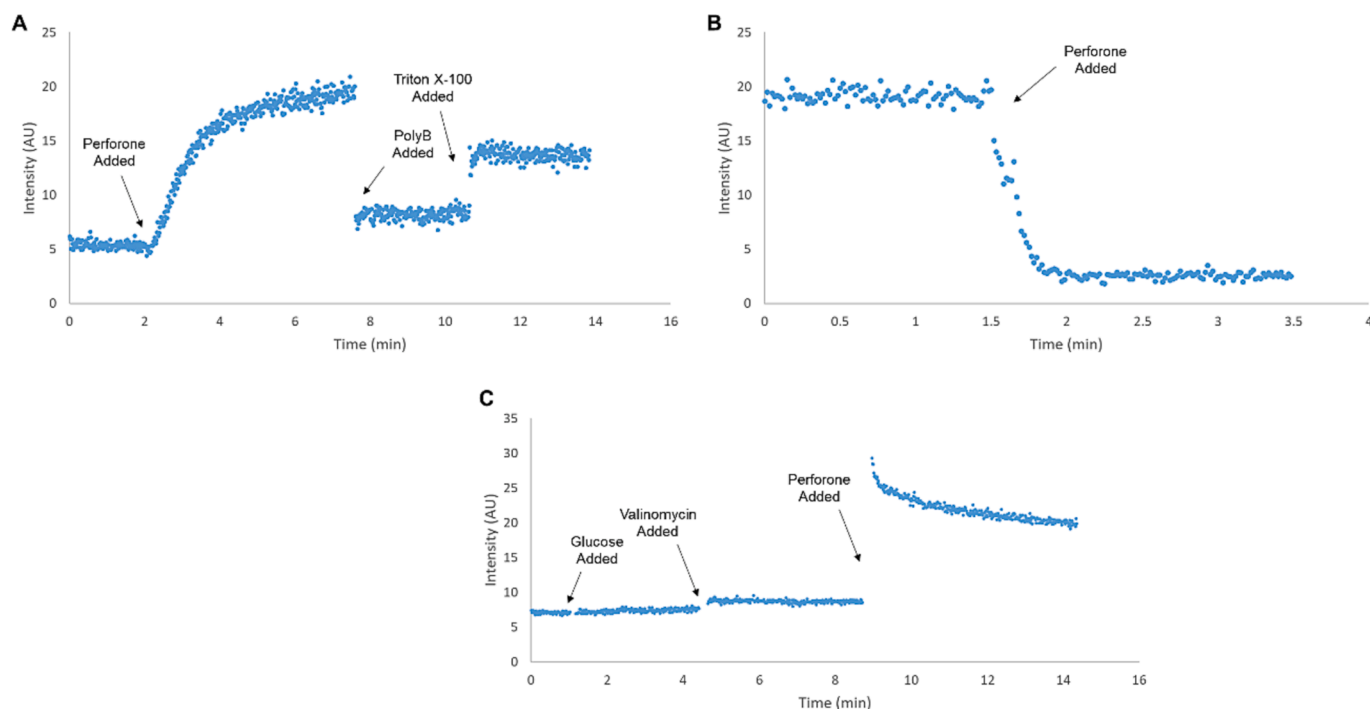 A
25
20
15
10
5
0
Intensity (AU)
Perforone
Added
Triton X-100
Added
PolyB
Added
0 2 4 6 8 10 12 14 16
Time (min)
B
25
20
15
10
5
0
Intensity (AU)
Perforone
Added
0 0.5 1 1.5 2 2.5 3 3.5 4
Time (min)
C
35
30
25
20
15
10
5
0
Intensity (AU)
Glucose
Added
Valinomycin
Added
Perforone
Added
0 2 4 6 8 10 12 14 16
Time (min)